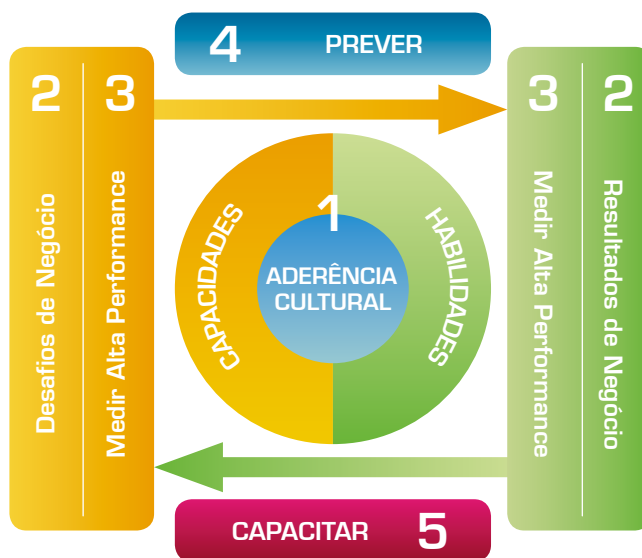 4 PREVER
2 Desafios de Negócio
3 Medir Alta Performance
CAPACIDADES
1
ADERÊNCIA
CULTURAL
HABILIDADES
3 Medir Alta Performance
2 Resultados de Negócio
CAPACITAR 5